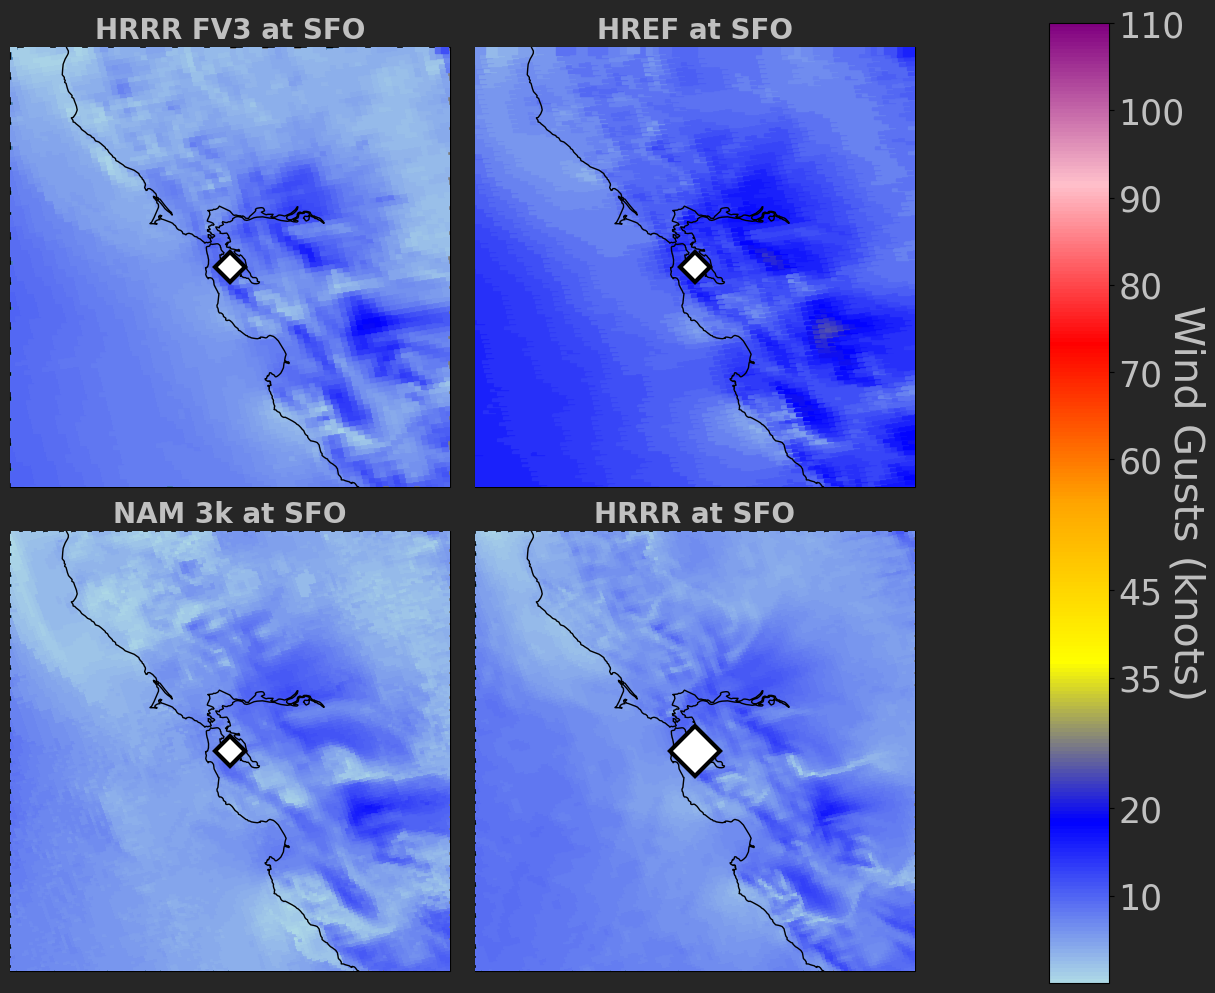 HRRR FV3 at SFO
HREF at SFO
NAM 3k at SFO
HRRR at SFO
110
100
90
80
70
60
45
35
20
10
Wind Gusts (knots)